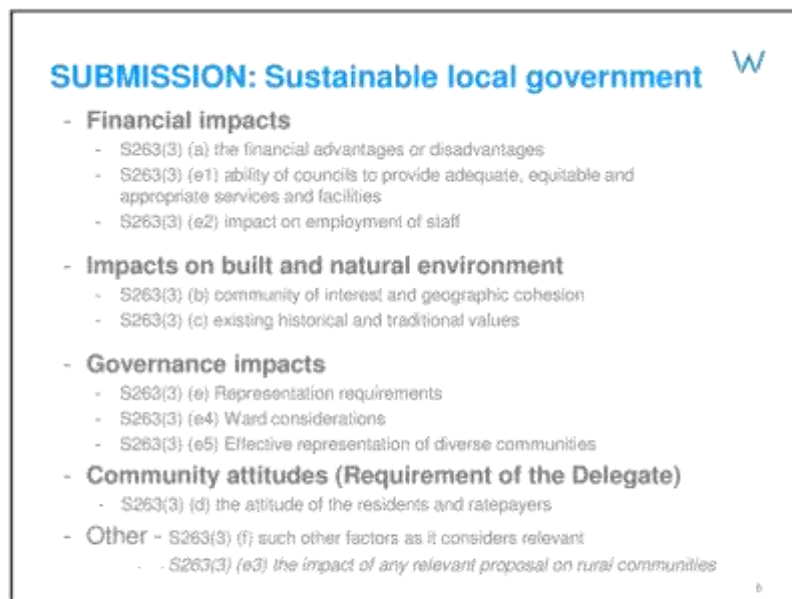 W
SUBMISSION: Sustainable local government
- Financial impacts
- S263(3) (a) the financial advantages or disadvantages
- S263(3) (e1) ability of councils to provide adequate, equitable and
appropriate services and facilities
- S263(3) (e2) impact on employment of staff
- Impacts on built and natural environment
- S263(3) (b) community of interest and geographic cohesion
- S263(3) (c) existing historical and traditional values
- Governance impacts
- S263(3) (e) Representation requirements
- S263(3) (e4) Ward considerations
- S263(3) (e5) Effective representation of diverse communities
- Community attitudes (Requirement of the Delegate)
- S263(3) (d) the attitude of the residents and ratepayers
- Other - S263(3) (f) such other factors as it considers relevant
- - S263(3) (e3) the impact of any relevant proposal on rural communities